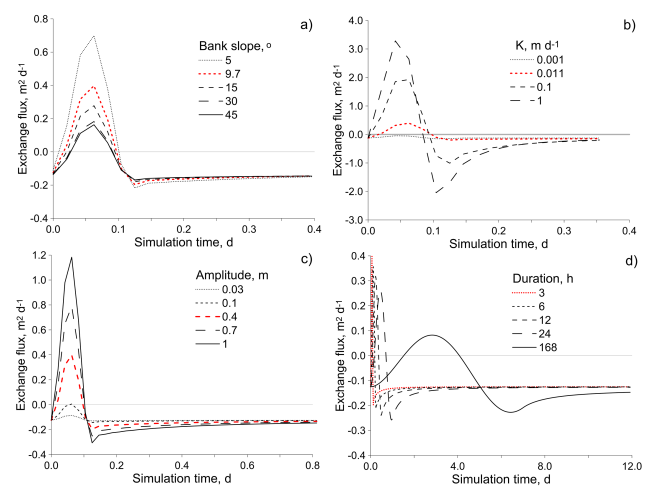 a)
Exchange flux, m² d⁻¹
0.8
0.6
0.4
0.2
0.0
-0.2
-0.4
Bank slope, °
5
9.7
15
30
45
0.0 0.1 0.2 0.3 0.4
Simulation time, d
b)
Exchange flux, m² d⁻¹
4.0
3.0
2.0
1.0
0.0
-1.0
-2.0
-3.0
K, m d⁻¹
0.001
0.011
0.1
1
0.0 0.1 0.2 0.3 0.4
Simulation time, d
c)
Exchange flux, m² d⁻¹
1.2
1.0
0.8
0.6
0.4
0.2
0.0
-0.2
-0.4
Amplitude, m
0.03
0.1
0.4
0.7
1
0.0 0.2 0.4 0.6 0.8
Simulation time, d
d)
Exchange flux, m² d⁻¹
0.4
0.3
0.2
0.1
0.0
-0.1
-0.2
-0.3
-0.4
Duration, h
3
6
12
24
168
0.0 4.0 8.0 12.0
Simulation time, d